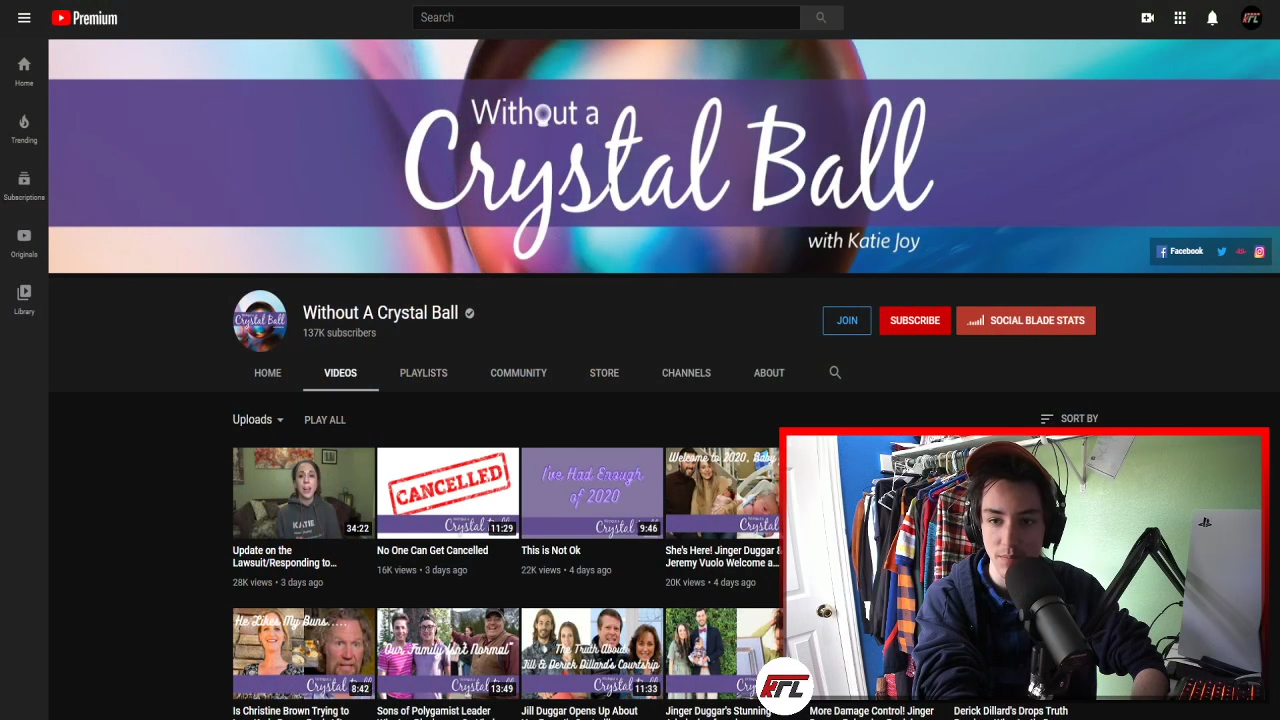 Premium
Search
Home
Trending
Subscriptions
Originals
Library
Without a
Crystal Ball
with Katie Joy
Facebook
Without A Crystal Ball
137K subscribers
JOIN
SUBSCRIBE
SOCIAL BLADE STATS
HOME
VIDEOS
PLAYLISTS
COMMUNITY
STORE
CHANNELS
ABOUT
Uploads
PLAY ALL
SORT BY
KATIE
34:22
CANCELLED
11:29
I've Had Enough
of 2020
9:46
Welcome to 2020, Baby
Update on the
Lawsuit/Responding to...
28K views • 3 days ago
No One Can Get Cancelled
16K views • 3 days ago
This is Not Ok
22K views • 4 days ago
She's Here! Jinger Duggar &
Jeremy Vuolo Welcome a...
20K views • 4 days ago
He Likes My Buns.....
8:42
"Our Family Isn't Normal"
13:49
The Truth About
Jill & Derick Dillard's Courtship
11:33
KFL
Is Christine Brown Trying to
Sons of Polygamist Leader
Jill Duggar Opens Up About
Jinger Duggar's Stunning
More Damage Control! Jinger
Derick Dillard's Drops Truth